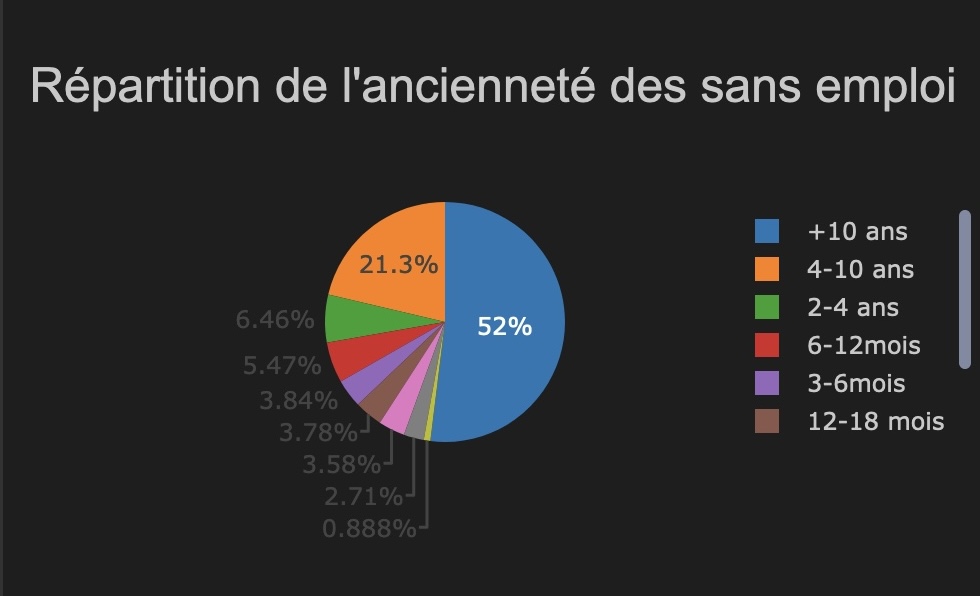 Répartition de l'ancienneté des sans emploi
52%
21.3%
6.46%
5.47%
3.84%
3.78%
3.58%
2.71%
0.888%
+10 ans
4-10 ans
2-4 ans
6-12mois
3-6mois
12-18 mois